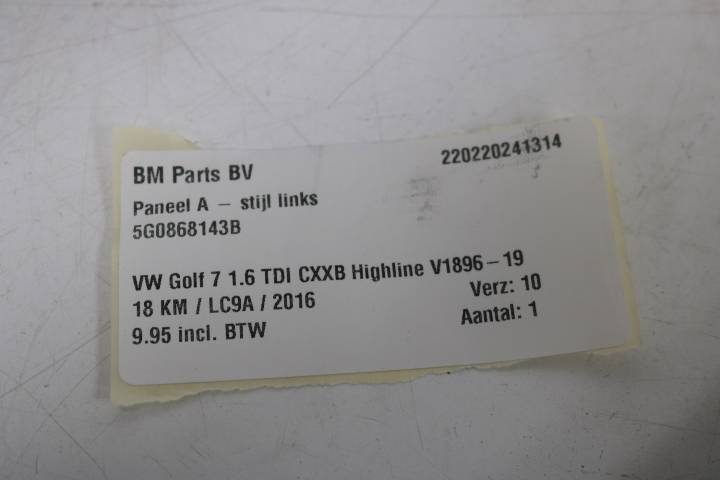 BM Parts BV
220220241314
Paneel A – stijl links
5G0868143B
VW Golf 7 1.6 TDI CXXB Highline V1896–19
18 KM / LC9A / 2016
Verz: 10
9.95 incl. BTW
Aantal: 1